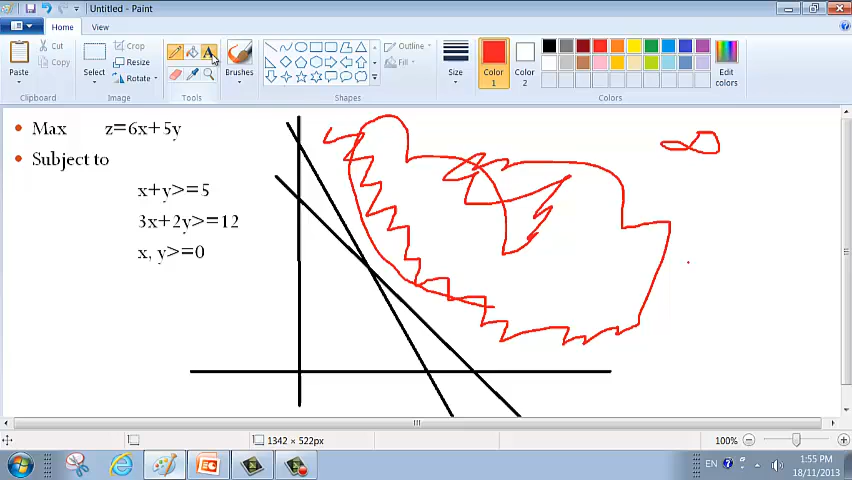 Untitled - Paint
Home
View
Paste
Cut
Copy
Clipboard
Select
Crop
Resize
Rotate
Image
A
Tools
Brushes
Shapes
Outline
Fill
Size
Color
1
Color
2
Edit
colors
Colors
Max z=6x+5y
Subject to
x+y>=5
3x+2y>=12
x, y>=0
∞
1342 × 522px
100%
EN
1:55 PM
18/11/2013